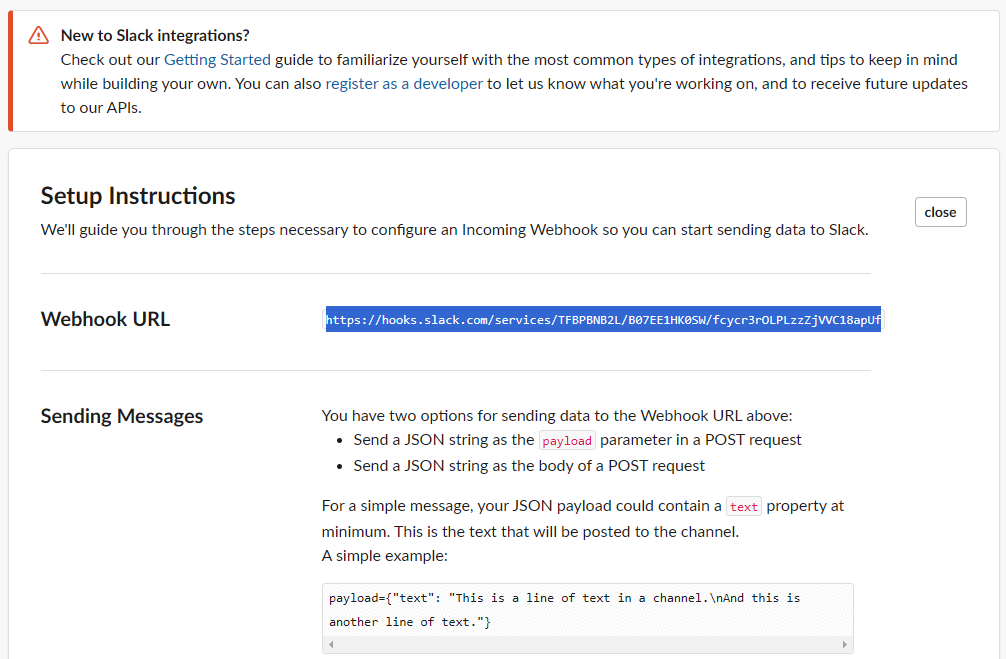 New to Slack integrations?
Check out our Getting Started guide to familiarize yourself with the most common types of integrations, and tips to keep in mind
while building your own. You can also register as a developer to let us know what you're working on, and to receive future updates
to our APIs.
Setup Instructions
close
We'll guide you through the steps necessary to configure an Incoming Webhook so you can start sending data to Slack.
Webhook URL
https://hooks.slack.com/services/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
Sending Messages
You have two options for sending data to the Webhook URL above:
• Send a JSON string as the payload parameter in a POST request
• Send a JSON string as the body of a POST request
For a simple message, your JSON payload could contain a text property at
minimum. This is the text that will be posted to the channel.
A simple example:
payload={"text": "This is a line of text in a channel.\nAnd this is
another line of text."}